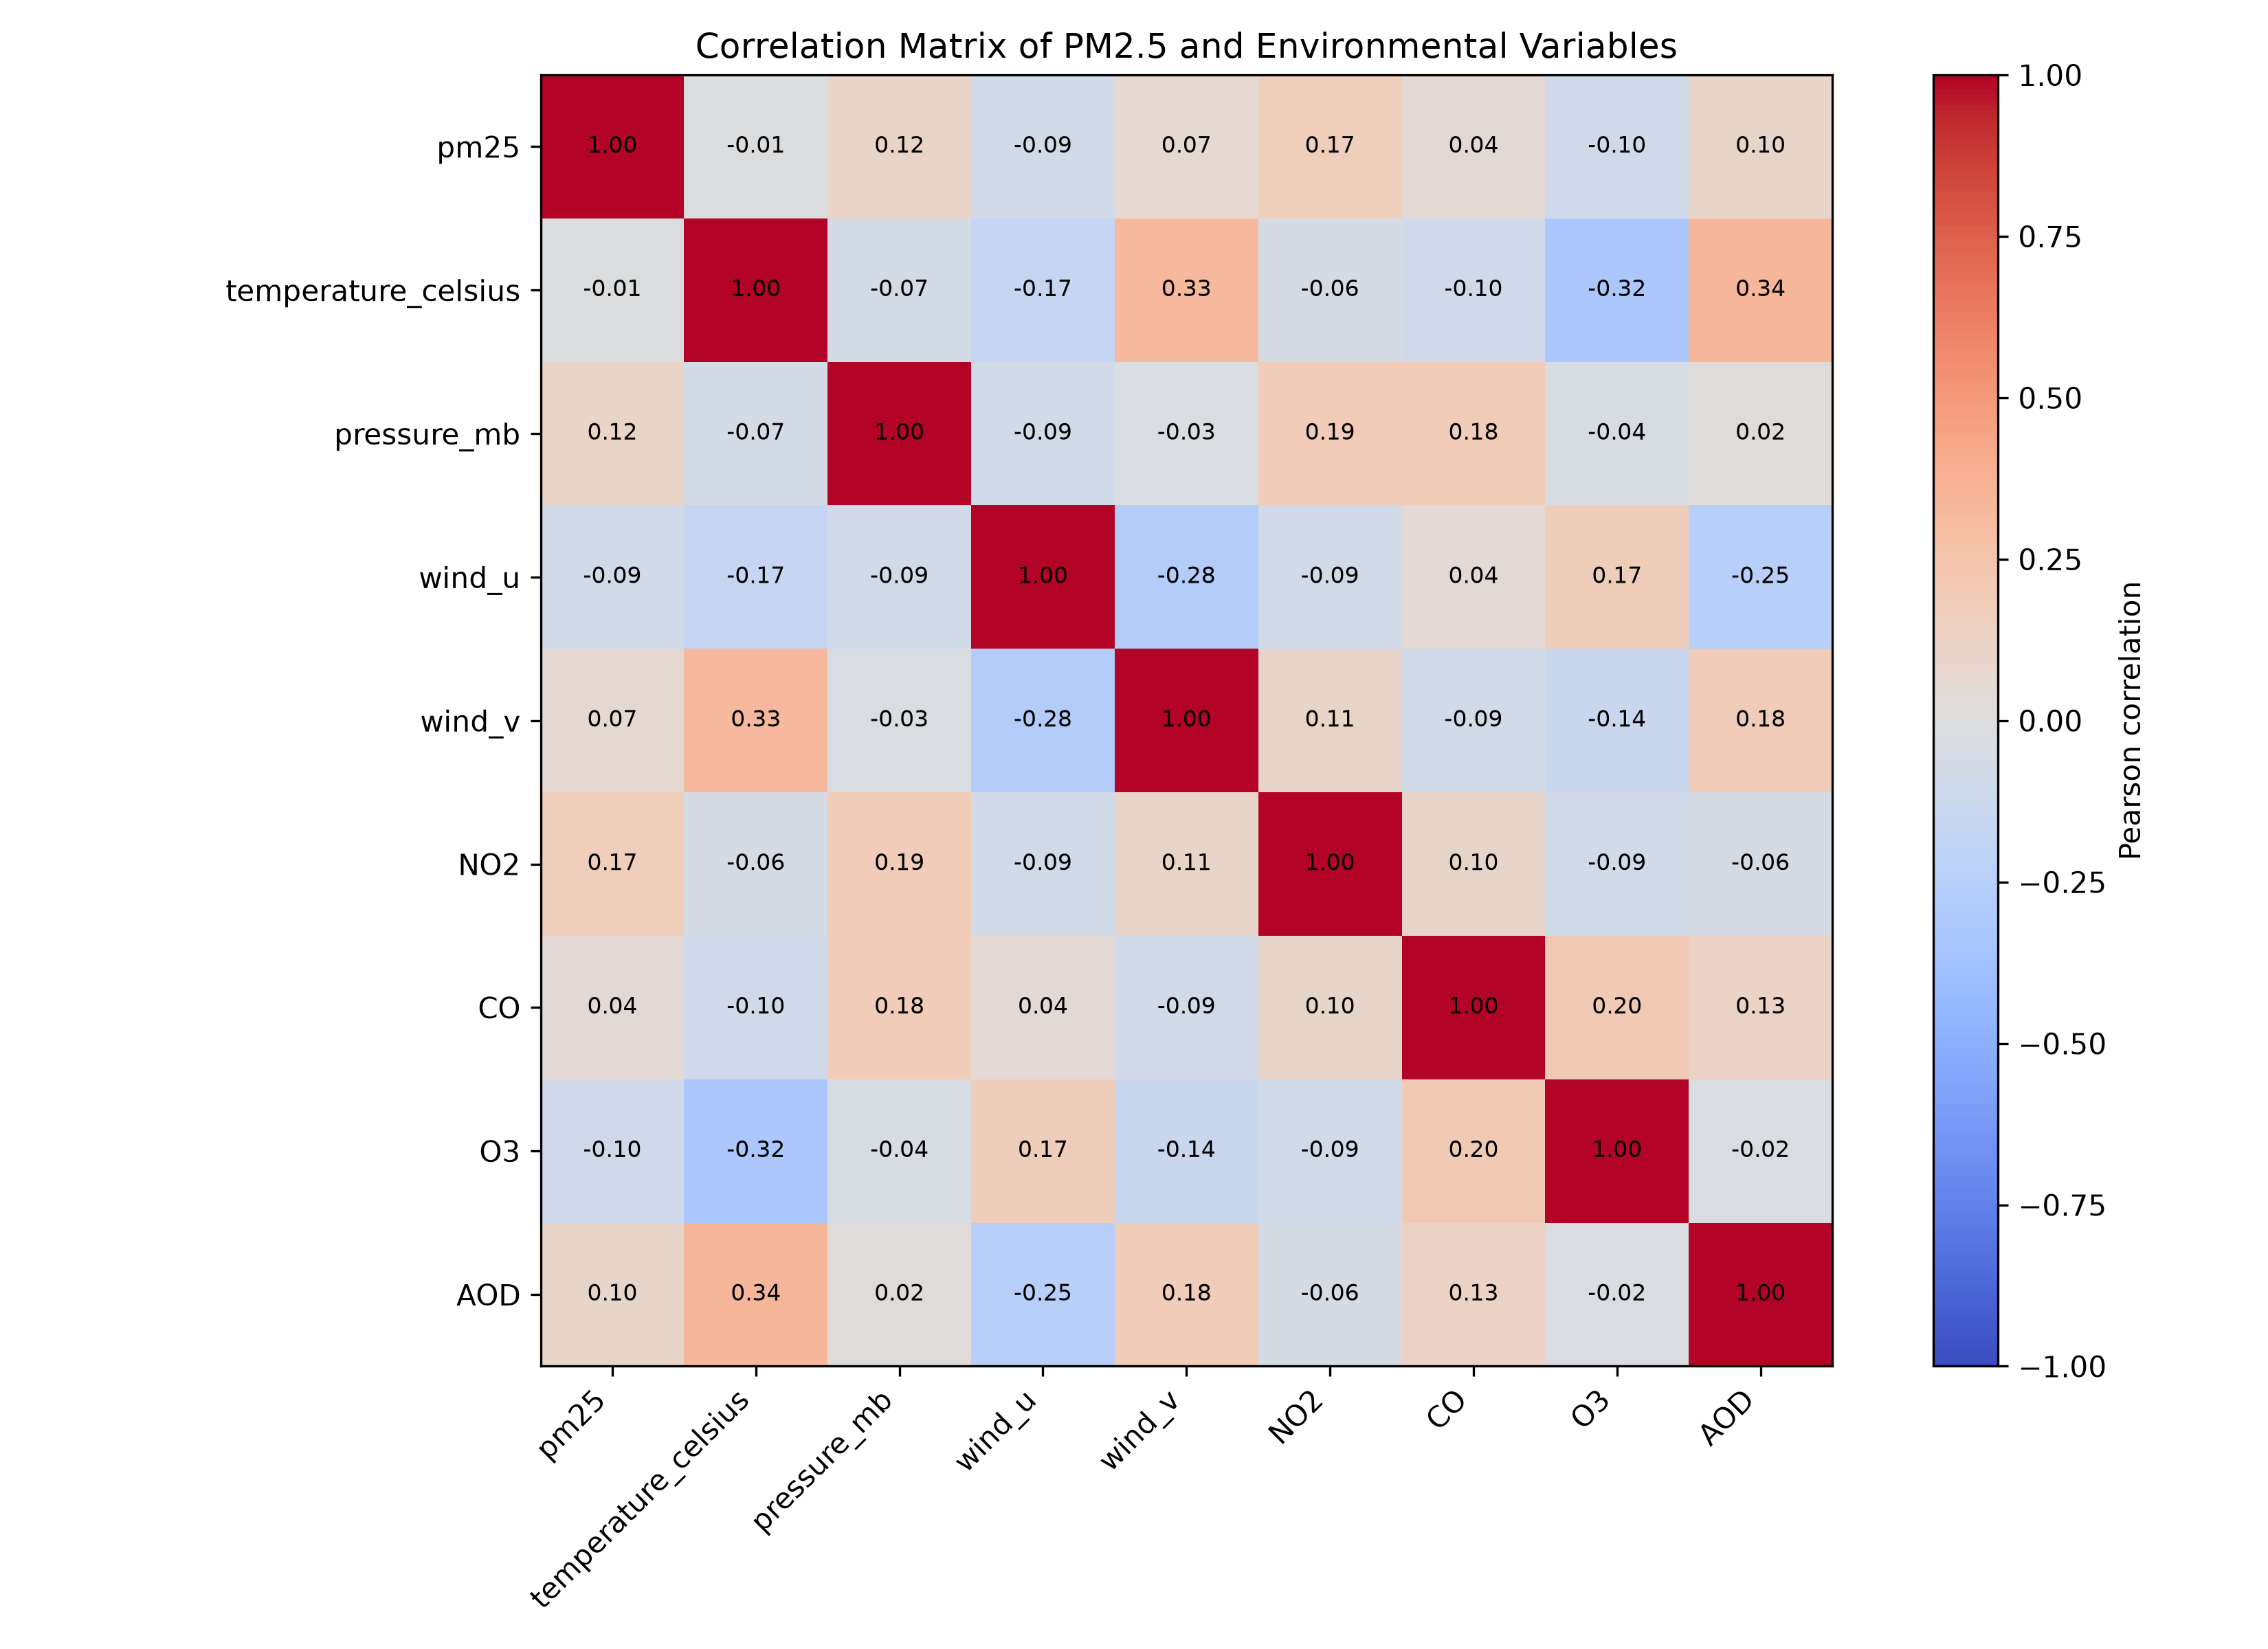 Correlation Matrix of PM2.5 and Environmental Variables
pm25 1.00 -0.01 0.12 -0.09 0.07 0.17 0.04 -0.10 0.10
temperature_celsius -0.01 1.00 -0.07 -0.17 0.33 -0.06 -0.10 -0.32 0.34
pressure_mb 0.12 -0.07 1.00 -0.09 -0.03 0.19 0.18 -0.04 0.02
wind_u -0.09 -0.17 -0.09 1.00 -0.28 -0.09 0.04 0.17 -0.25
wind_v 0.07 0.33 -0.03 -0.28 1.00 0.11 -0.09 -0.14 0.18
NO2 0.17 -0.06 0.19 -0.09 0.11 1.00 0.10 -0.09 -0.06
CO 0.04 -0.10 0.18 0.04 -0.09 0.10 1.00 0.20 0.13
O3 -0.10 -0.32 -0.04 0.17 -0.14 -0.09 0.20 1.00 -0.02
AOD 0.10 0.34 0.02 -0.25 0.18 -0.06 0.13 -0.02 1.00
pm25 temperature_celsius pressure_mb wind_u wind_v NO2 CO O3 AOD
1.00
0.75
0.50
0.25
0.00
−0.25
−0.50
−0.75
−1.00
Pearson correlation